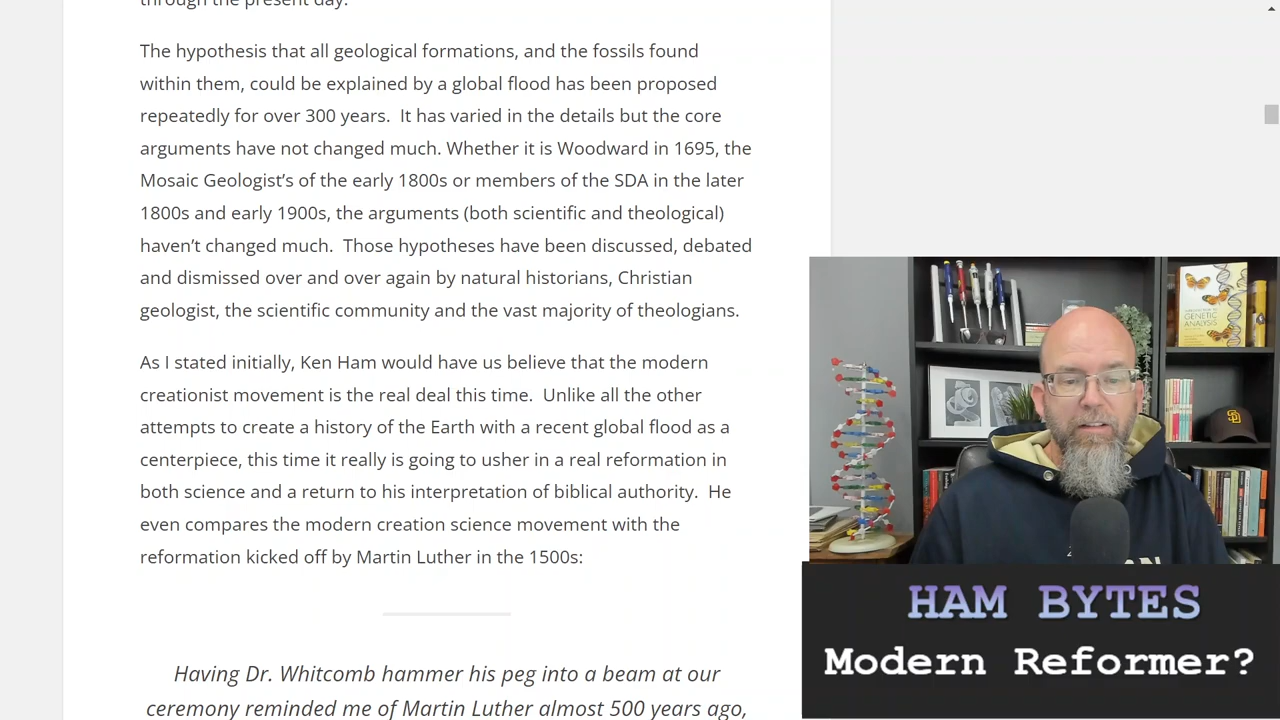 through the present day.
The hypothesis that all geological formations, and the fossils found
within them, could be explained by a global flood has been proposed
repeatedly for over 300 years.  It has varied in the details but the core
arguments have not changed much. Whether it is Woodward in 1695, the
Mosaic Geologist’s of the early 1800s or members of the SDA in the later
1800s and early 1900s, the arguments (both scientific and theological)
haven’t changed much.  Those hypotheses have been discussed, debated
and dismissed over and over again by natural historians, Christian
geologist, the scientific community and the vast majority of theologians.
As I stated initially, Ken Ham would have us believe that the modern
creationist movement is the real deal this time.  Unlike all the other
attempts to create a history of the Earth with a recent global flood as a
centerpiece, this time it really is going to usher in a real reformation in
both science and a return to his interpretation of biblical authority.  He
even compares the modern creation science movement with the
reformation kicked off by Martin Luther in the 1500s:
Having Dr. Whitcomb hammer his peg into a beam at our
ceremony reminded me of Martin Luther almost 500 years ago,
GENETIC
ANALYSIS
SD
HAM BYTES
Modern Reformer?